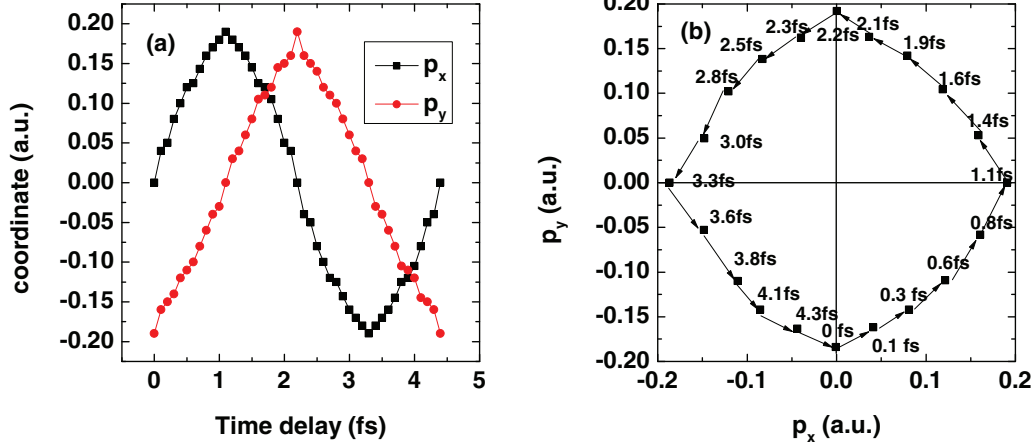 (a)
p_x
p_y
0.20
0.15
0.10
0.05
0.00
-0.05
-0.10
-0.15
-0.20
coordinate (a.u.)
0 1 2 3 4 5
Time delay (fs)
(b)
0.20
0.15
0.10
0.05
0.00
-0.05
-0.10
-0.15
-0.20
p_y (a.u.)
2.3fs
2.1fs
2.2fs
2.5fs
1.9fs
2.8fs
1.6fs
3.0fs
1.4fs
3.3fs
1.1fs
3.6fs
0.8fs
3.8fs
0.6fs
4.1fs
0.3 fs
4.3fs
0 fs
0.1 fs
-0.2 -0.1 0.0 0.1 0.2
p_x (a.u.)